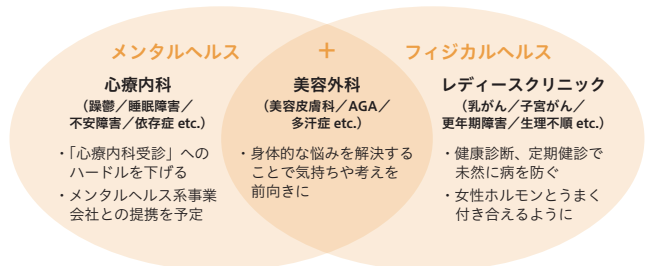 メンタルヘルス
+
フィジカルヘルス
心療内科
(躁鬱/睡眠障害/
不安障害/依存症 etc.)
・「心療内科受診」への
ハードルを下げる
・メンタルヘルス系事業
会社との提携を予定
美容外科
(美容皮膚科/AGA/
多汗症 etc.)
・身体的な悩みを解決する
ことで気持ちや考えを
前向きに
レディースクリニック
(乳がん/子宮がん/
更年期障害/生理不順 etc.)
・健康診断、定期健診で
未然に病を防ぐ
・女性ホルモンとうまく
付き合えるように